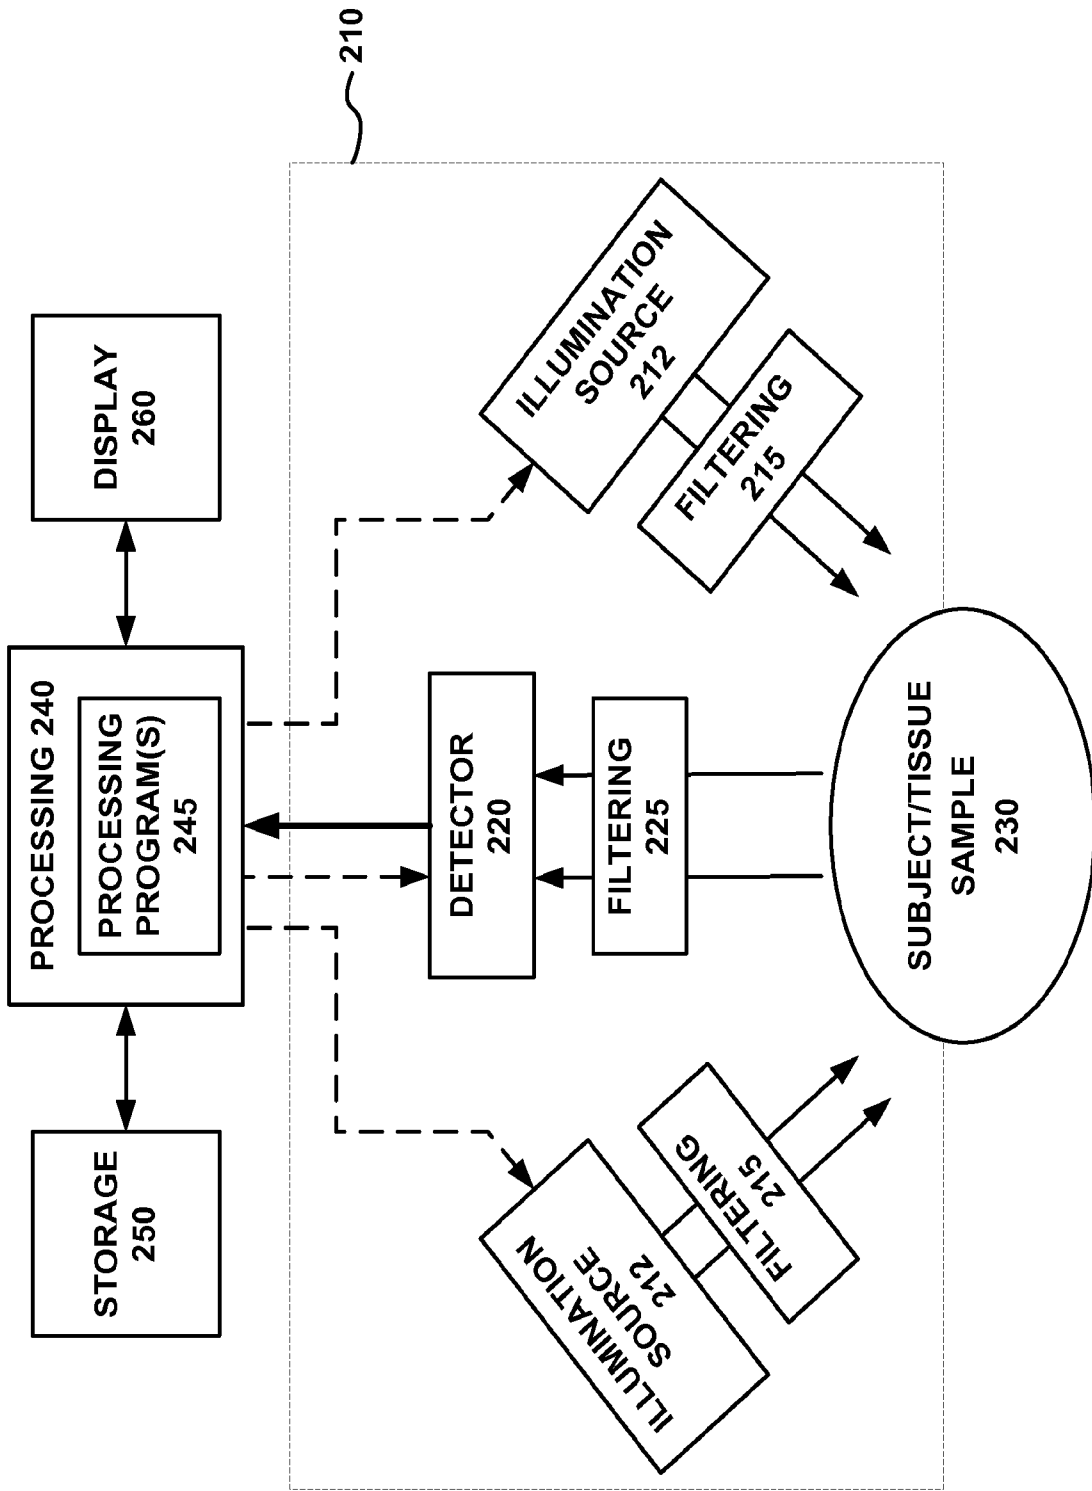 STORAGE
250
PROCESSING 240
PROCESSING
PROGRAM(S)
245
DISPLAY
260
210
ILLUMINATION
SOURCE
212
FILTERING
215
DETECTOR
220
FILTERING
225
ILLUMINATION
SOURCE
212
FILTERING
215
SUBJECT/TISSUE
SAMPLE
230